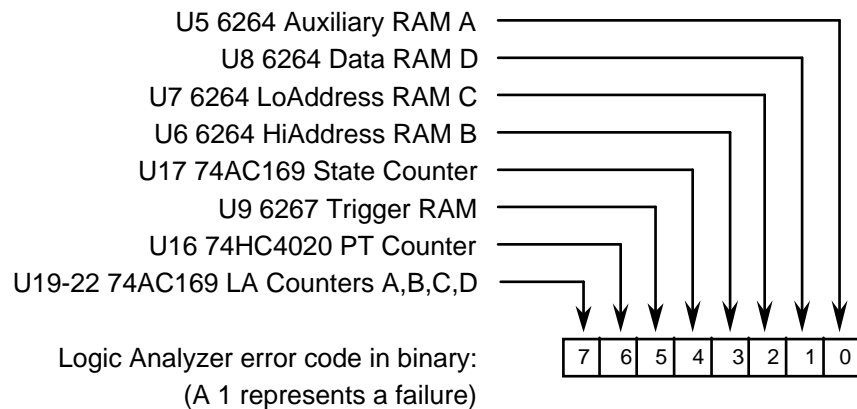 U5 6264 Auxiliary RAM A
U8 6264 Data RAM D
U7 6264 LoAddress RAM C
U6 6264 HiAddress RAM B
U17 74AC169 State Counter
U9 6267 Trigger RAM
U16 74HC4020 PT Counter
U19-22 74AC169 LA Counters A,B,C,D
Logic Analyzer error code in binary:
7 6 5 4 3 2 1 0
(A 1 represents a failure)